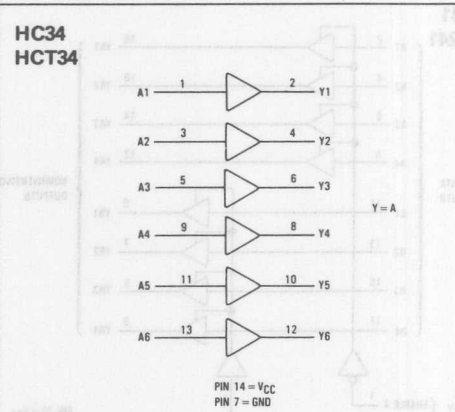 HC34
HCT34
A1 1 2 Y1
A2 3 4 Y2
A3 5 6 Y3
Y = A
A4 9 8 Y4
A5 11 10 Y5
A6 13 12 Y6
PIN 14 = VCC
PIN 7 = GND